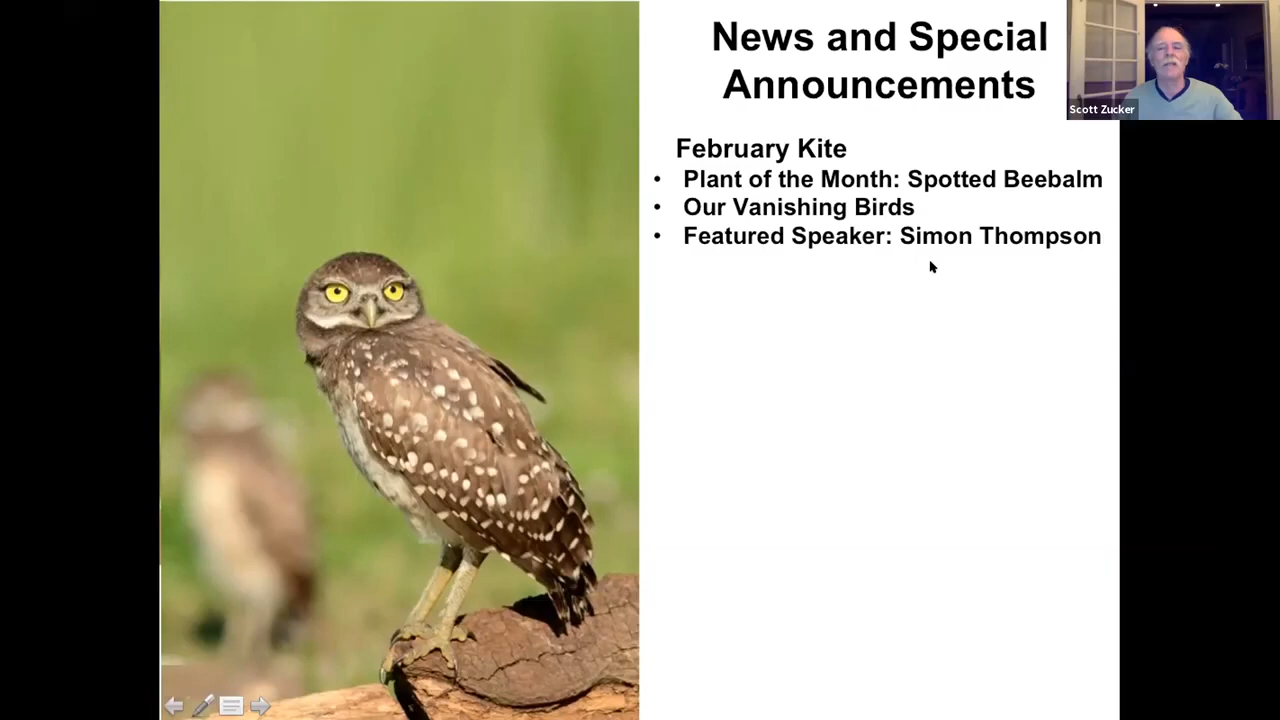 News and Special
Announcements
Scott Zucker
February Kite
• Plant of the Month: Spotted Beebalm
• Our Vanishing Birds
• Featured Speaker: Simon Thompson